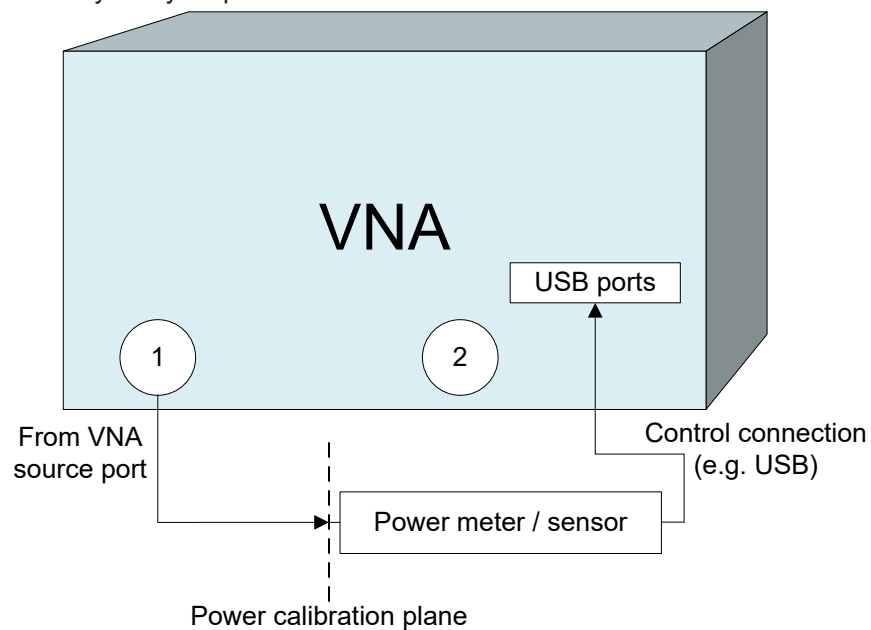 VNA
USB ports
1
2
From VNA
source port
Control connection
(e.g. USB)
Power meter / sensor
Power calibration plane